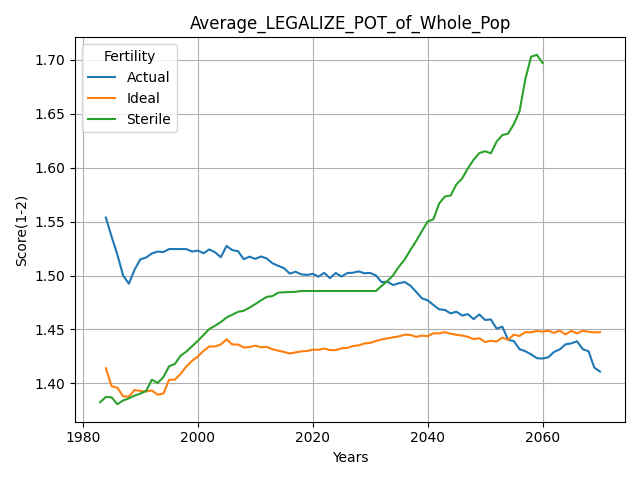 Average_LEGALIZE_POT_of_Whole_Pop
Fertility
Actual
Ideal
Sterile
Score(1-2)
1.70
1.65
1.60
1.55
1.50
1.45
1.40
1980
2000
2020
2040
2060
Years